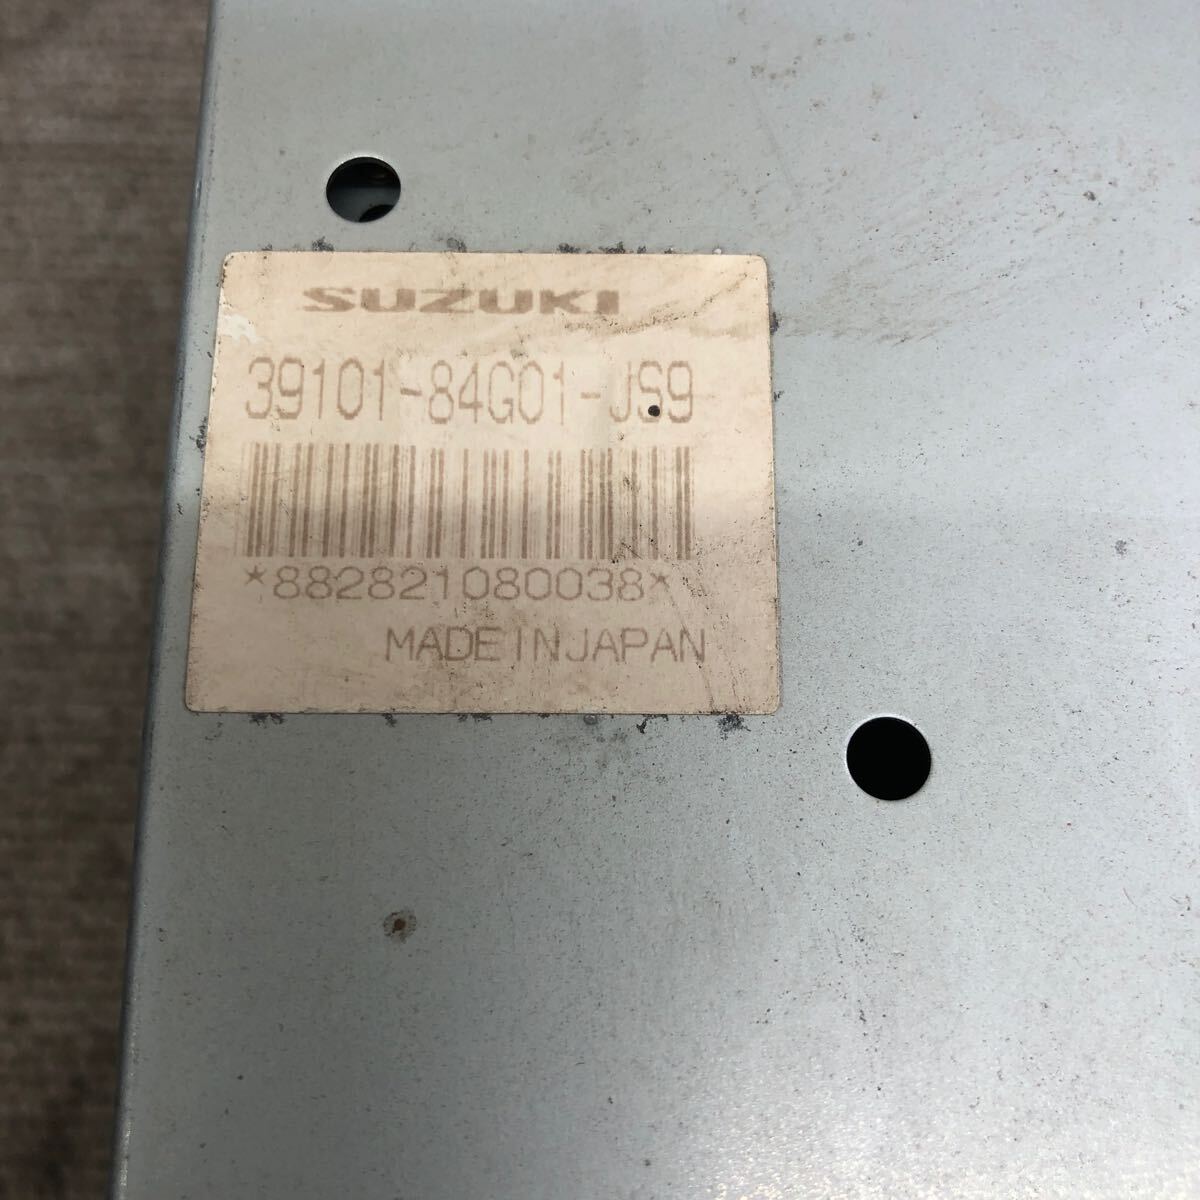 SUZUKI
39101-84G01-JS9
*882821080038*
MADE IN JAPAN